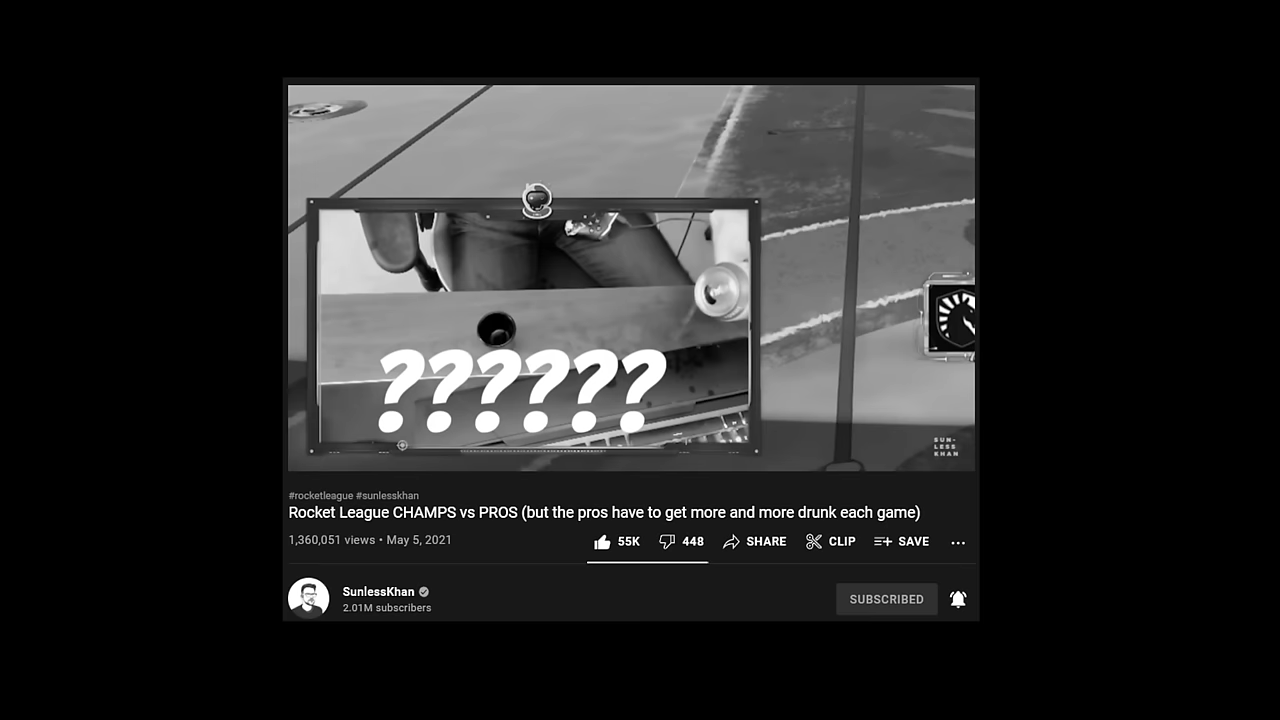 ??????
SUN-
LESS
KHAN
#rocketleague #sunlesskhan
Rocket League CHAMPS vs PROS (but the pros have to get more and more drunk each game)
1,360,051 views • May 5, 2021
55K 448 SHARE CLIP SAVE ...
SunlessKhan
2.01M subscribers
SUBSCRIBED